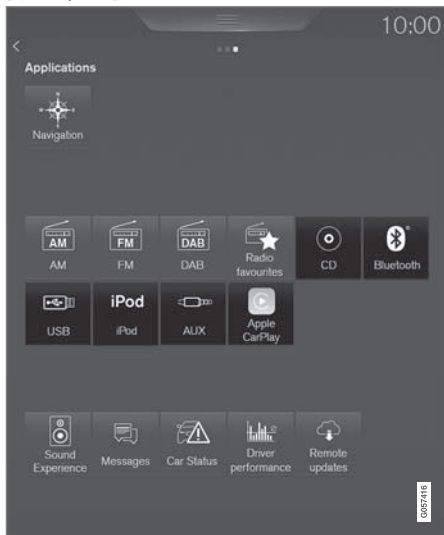 10:00
Applications
Navigation
AM FM DAB
AM FM DAB Radio favourites CD Bluetooth
iPod
USB iPod AUX Apple CarPlay
Sound Experience Messages Car Status Driver performance Remote updates
G057416